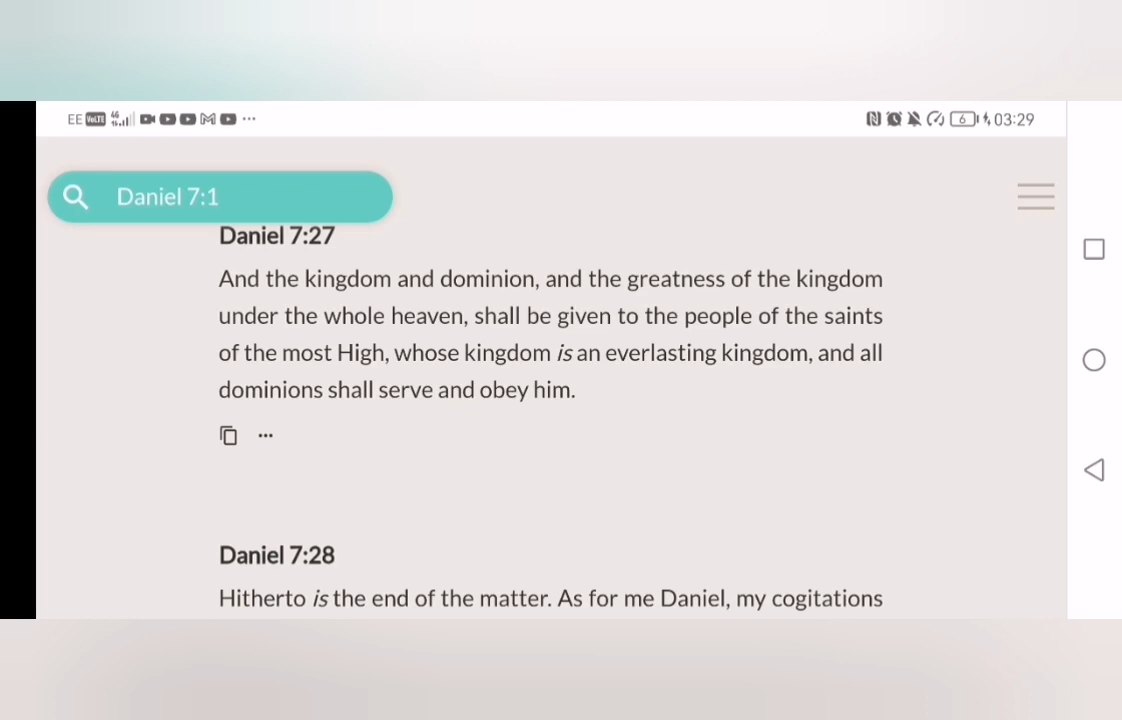 EE VoLTE 4G 03:29
6
Daniel 7:1
Daniel 7:27
And the kingdom and dominion, and the greatness of the kingdom
under the whole heaven, shall be given to the people of the saints
of the most High, whose kingdom is an everlasting kingdom, and all
dominions shall serve and obey him.
Daniel 7:28
Hitherto is the end of the matter. As for me Daniel, my cogitations